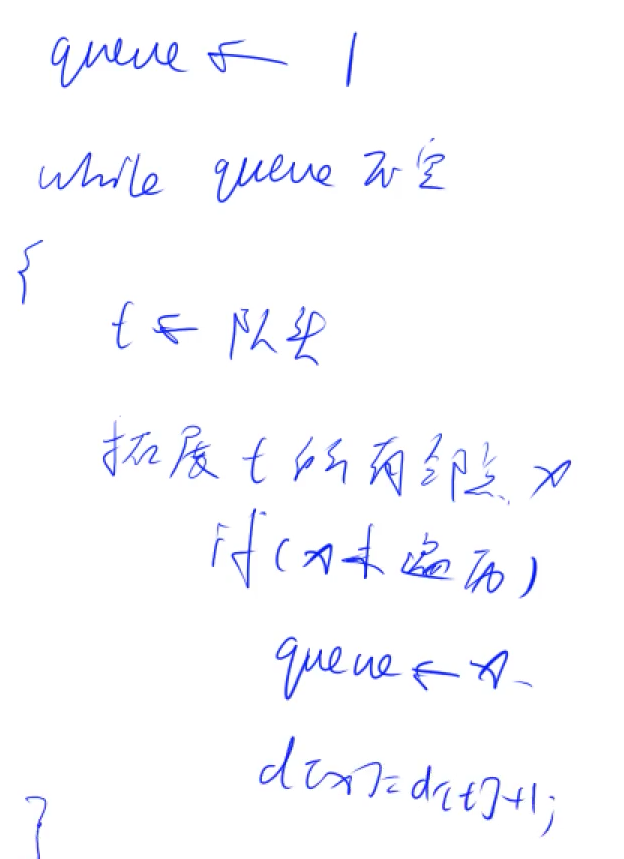 queue ← 1
while queue 不空
{
t ← 队头
拓展 t 所有邻点 x
if (x未遍历)
queue ← x
d[x]=d[t]+1;
}